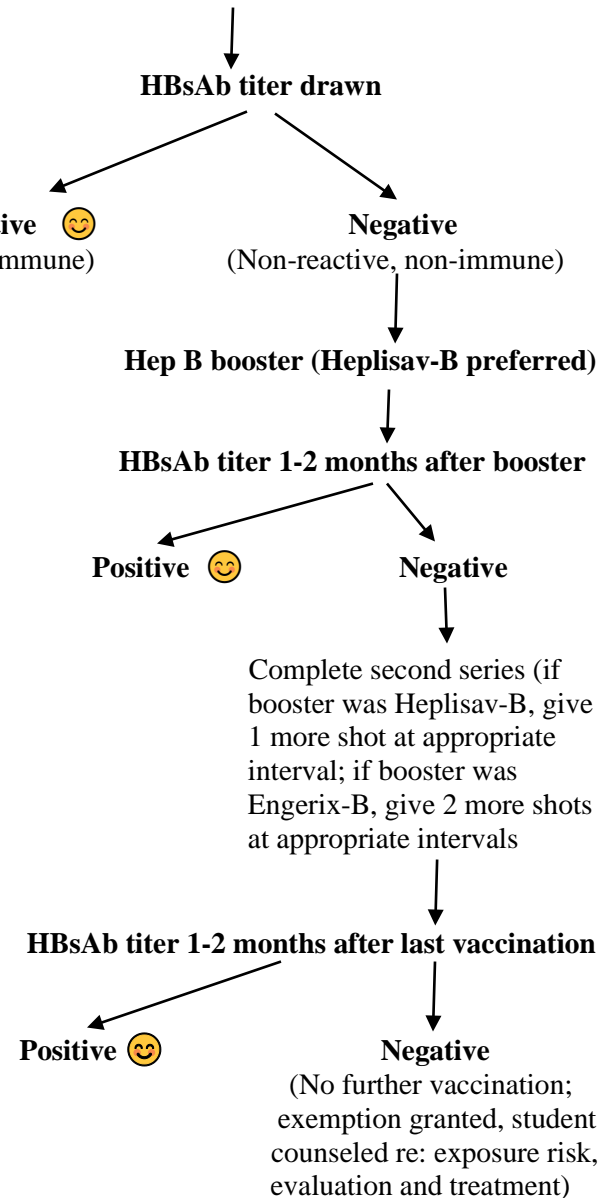 HBsAb titer drawn
ive 😊
mmune)
Negative
(Non-reactive, non-immune)
Hep B booster (Heplisav-B preferred)
HBsAb titer 1-2 months after booster
Positive 😊
Negative
Complete second series (if
booster was Heplisav-B, give
1 more shot at appropriate
interval; if booster was
Engerix-B, give 2 more shots
at appropriate intervals
HBsAb titer 1-2 months after last vaccination
Positive 😊
Negative
(No further vaccination;
exemption granted, student
counseled re: exposure risk,
evaluation and treatment)